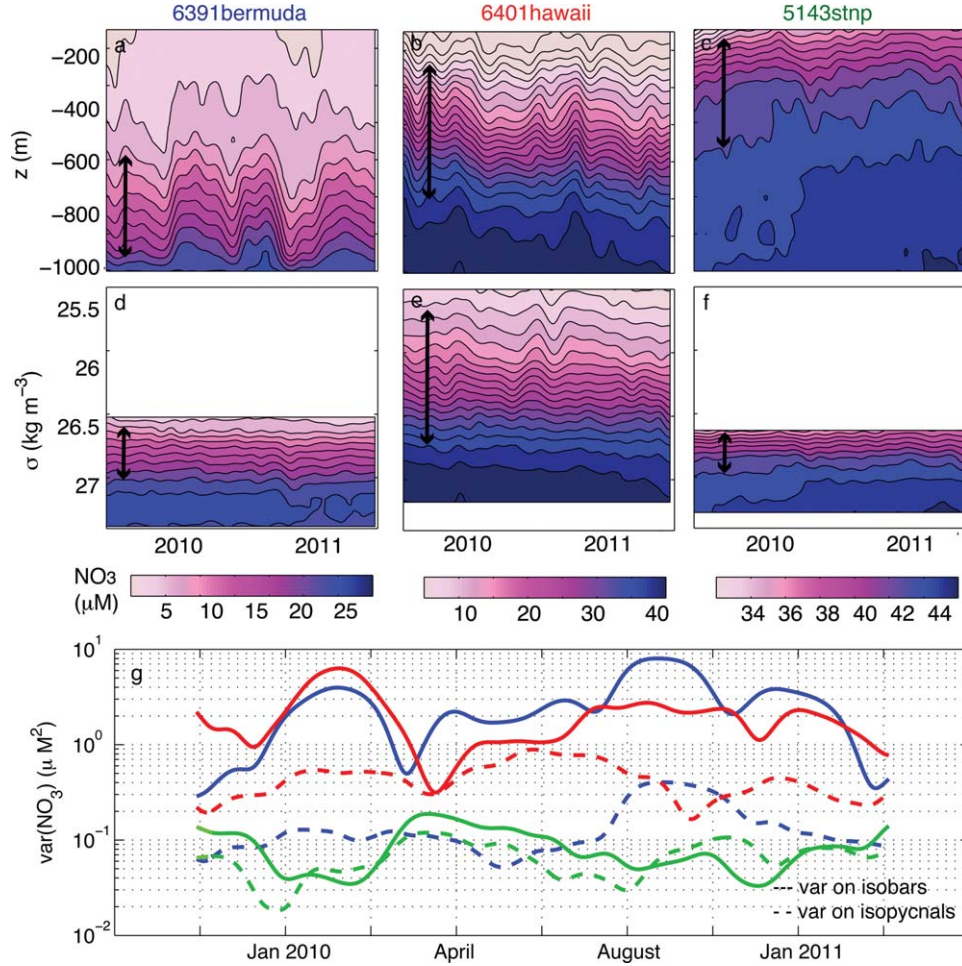 6391bermuda 6401hawaii 5143stnp
a b c
−200
−400
−600
−800
−1000
z (m)
d e f
25.5
26
26.5
27
σ (kg m⁻³)
2010 2011 2010 2011 2010 2011
NO3
(μM)
5 10 15 20 25 10 20 30 40 34 36 38 40 42 44
g
10¹
10⁰
10⁻¹
10⁻²
var(NO₃) (μ M²)
--- var on isobars
– – var on isopycnals
Jan 2010 April August Jan 2011